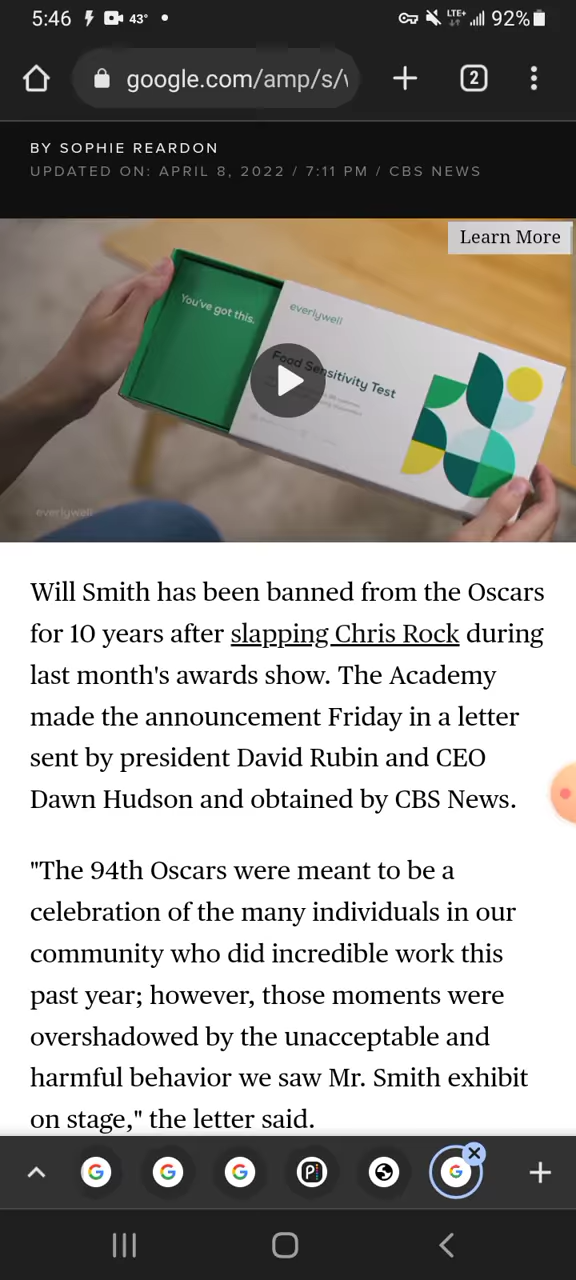 5:46 43° LTE+ 92%
google.com/amp/s/ 2
BY SOPHIE REARDON
UPDATED ON: APRIL 8, 2022 / 7:11 PM / CBS NEWS
Learn More
You've got this.
everlywell
Food Sensitivity Test
everlywell
Will Smith has been banned from the Oscars
for 10 years after slapping Chris Rock during
last month's awards show. The Academy
made the announcement Friday in a letter
sent by president David Rubin and CEO
Dawn Hudson and obtained by CBS News.
"The 94th Oscars were meant to be a
celebration of the many individuals in our
community who did incredible work this
past year; however, those moments were
overshadowed by the unacceptable and
harmful behavior we saw Mr. Smith exhibit
on stage," the letter said.